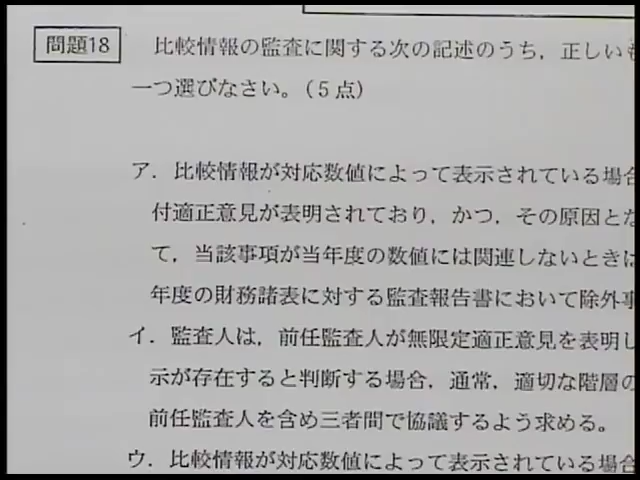 問題18 比較情報の監査に関する次の記述のうち，正しい
一つ選びなさい。（５点）
ア．比較情報が対応数値によって表示されている場合
付適正意見が表明されており，かつ，その原因とな
て，当該事項が当年度の数値には関連しないときは
年度の財務諸表に対する監査報告書において除外事
イ．監査人は，前任監査人が無限定適正意見を表明し
示が存在すると判断する場合，通常，適切な階層の
前任監査人を含め三者間で協議するよう求める。
ウ．比較情報が対応数値によって表示されている場合